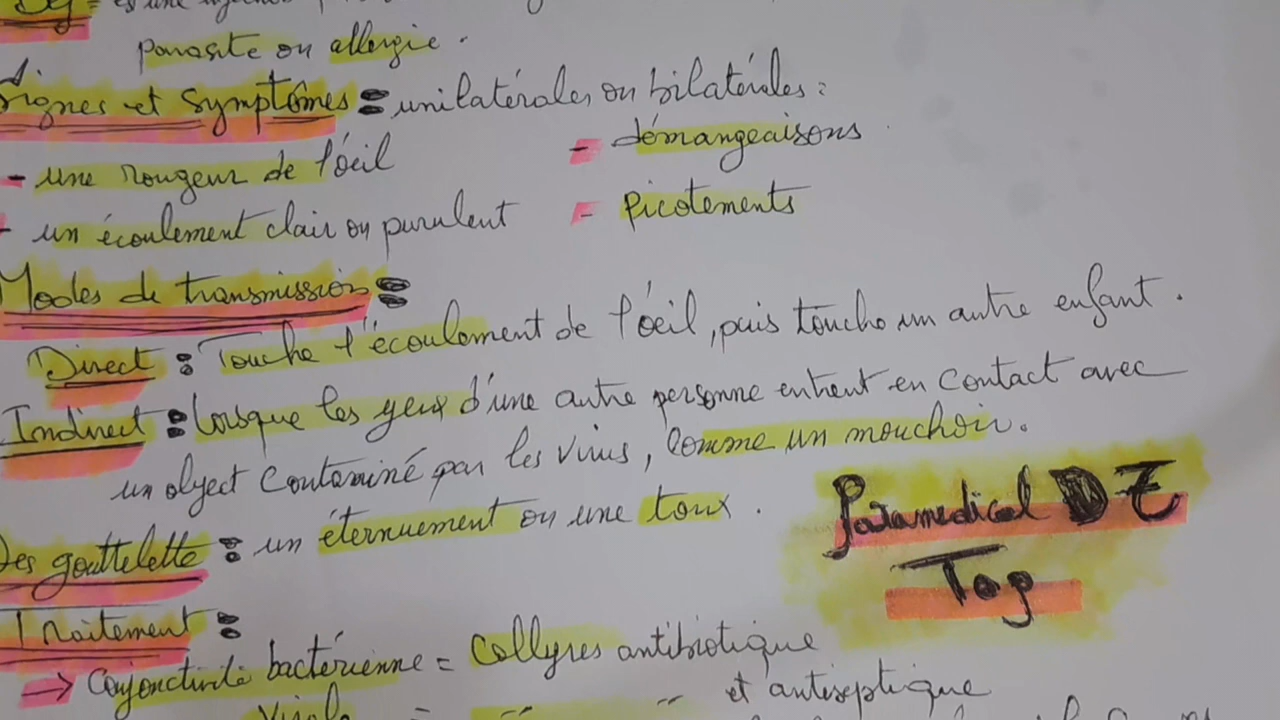 parasite ou allergie.
Signes et symptômes : unilatérales ou bilatérales :
- une rougeur de l'oeil - démangeaisons
- un écoulement clair ou purulent - Picotements
Modes de transmission :
Direct : Touche l'écoulement de l'oeil, puis touche un autre enfant.
Indirect : lorsque les yeux d'une autre personne entrent en contact avec
un object contaminé par les virus, comme un mouchoir.
Des gouttelette : un éternuement ou une toux.
Paramedical DZ
Top
Traitement :
→ Conjonctivite bactérienne = Collyres antibiotique
et antiseptique